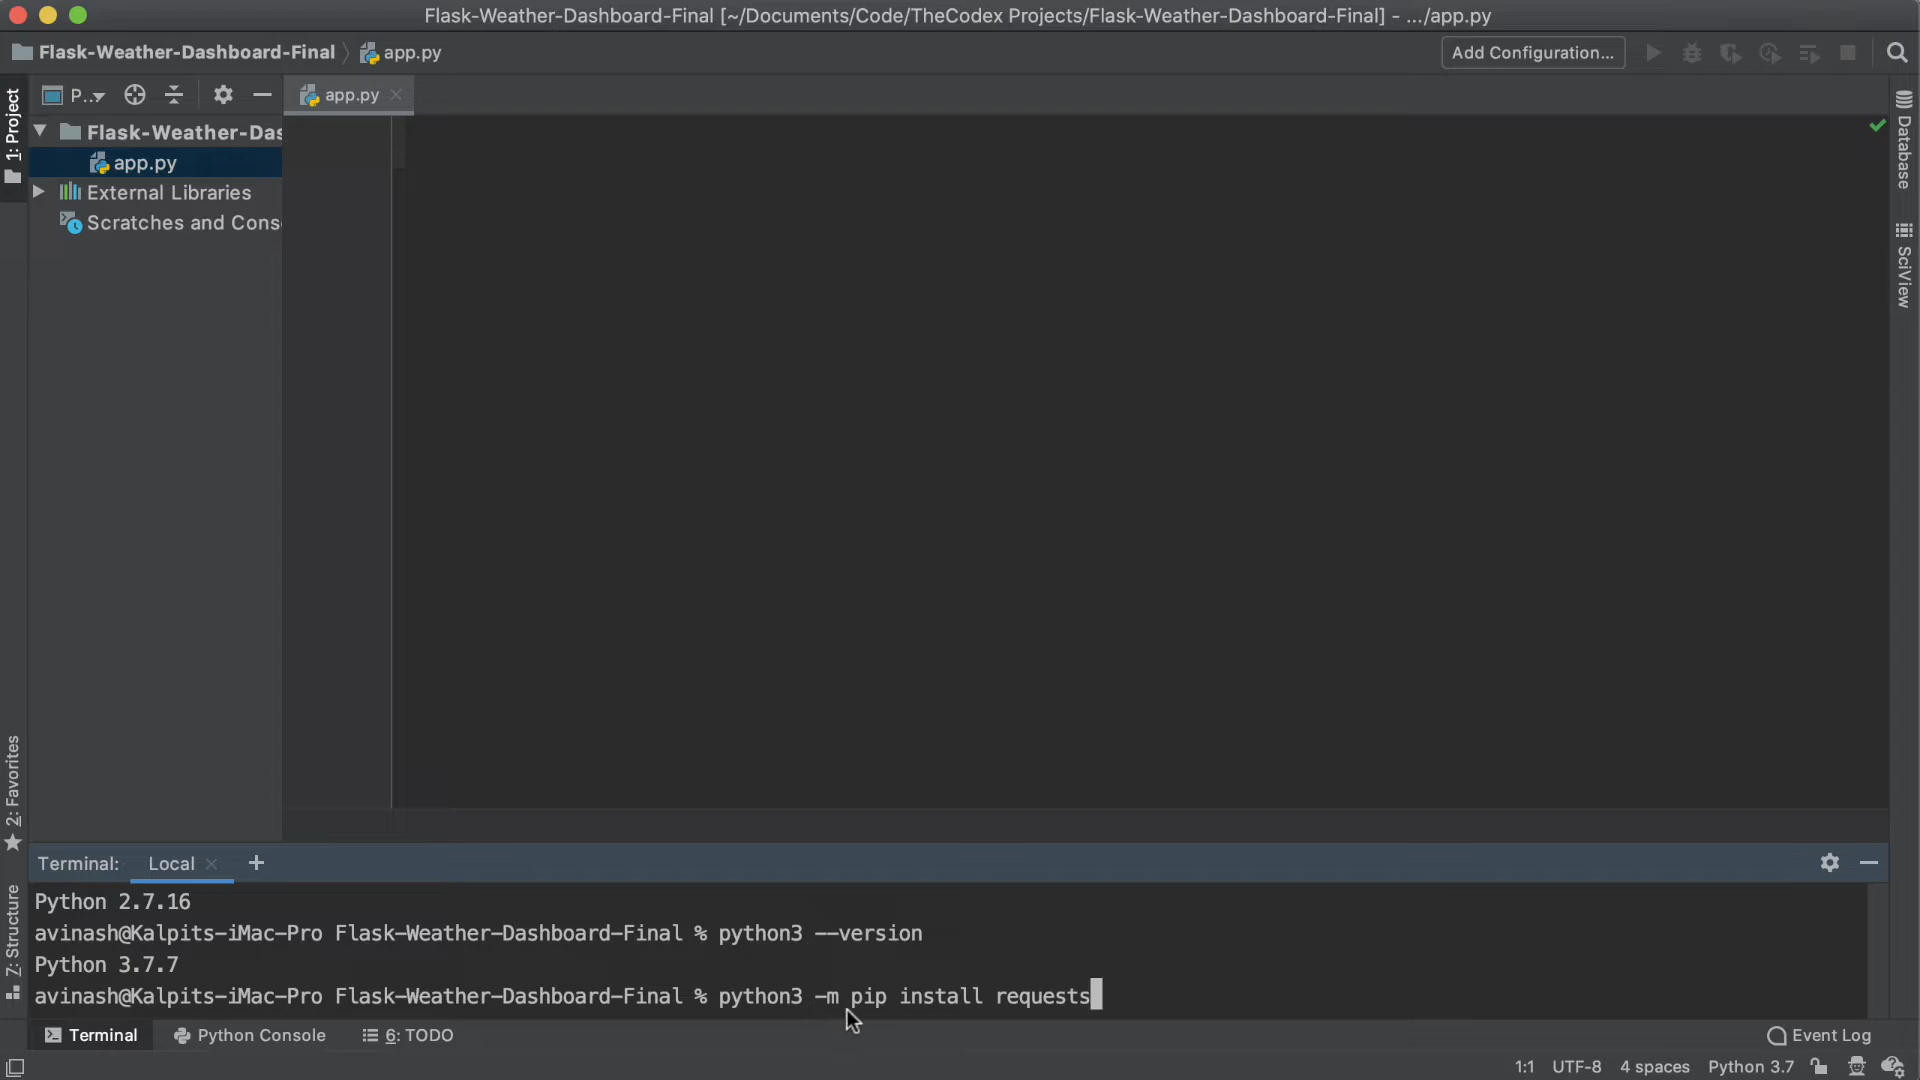 Flask-Weather-Dashboard-Final [~/Documents/Code/TheCodex Projects/Flask-Weather-Dashboard-Final] - .../app.py
Flask-Weather-Dashboard-Final
app.py
Add Configuration...
1: Project
P..
app.py
Flask-Weather-Das
app.py
External Libraries
Scratches and Cons
Database
SciView
2: Favorites
7: Structure
Terminal:
Local
Python 2.7.16
avinash@Kalpits-iMac-Pro Flask-Weather-Dashboard-Final % python3 --version
Python 3.7.7
avinash@Kalpits-iMac-Pro Flask-Weather-Dashboard-Final % python3 -m pip install requests
Terminal
Python Console
6: TODO
Event Log
1:1
UTF-8
4 spaces
Python 3.7